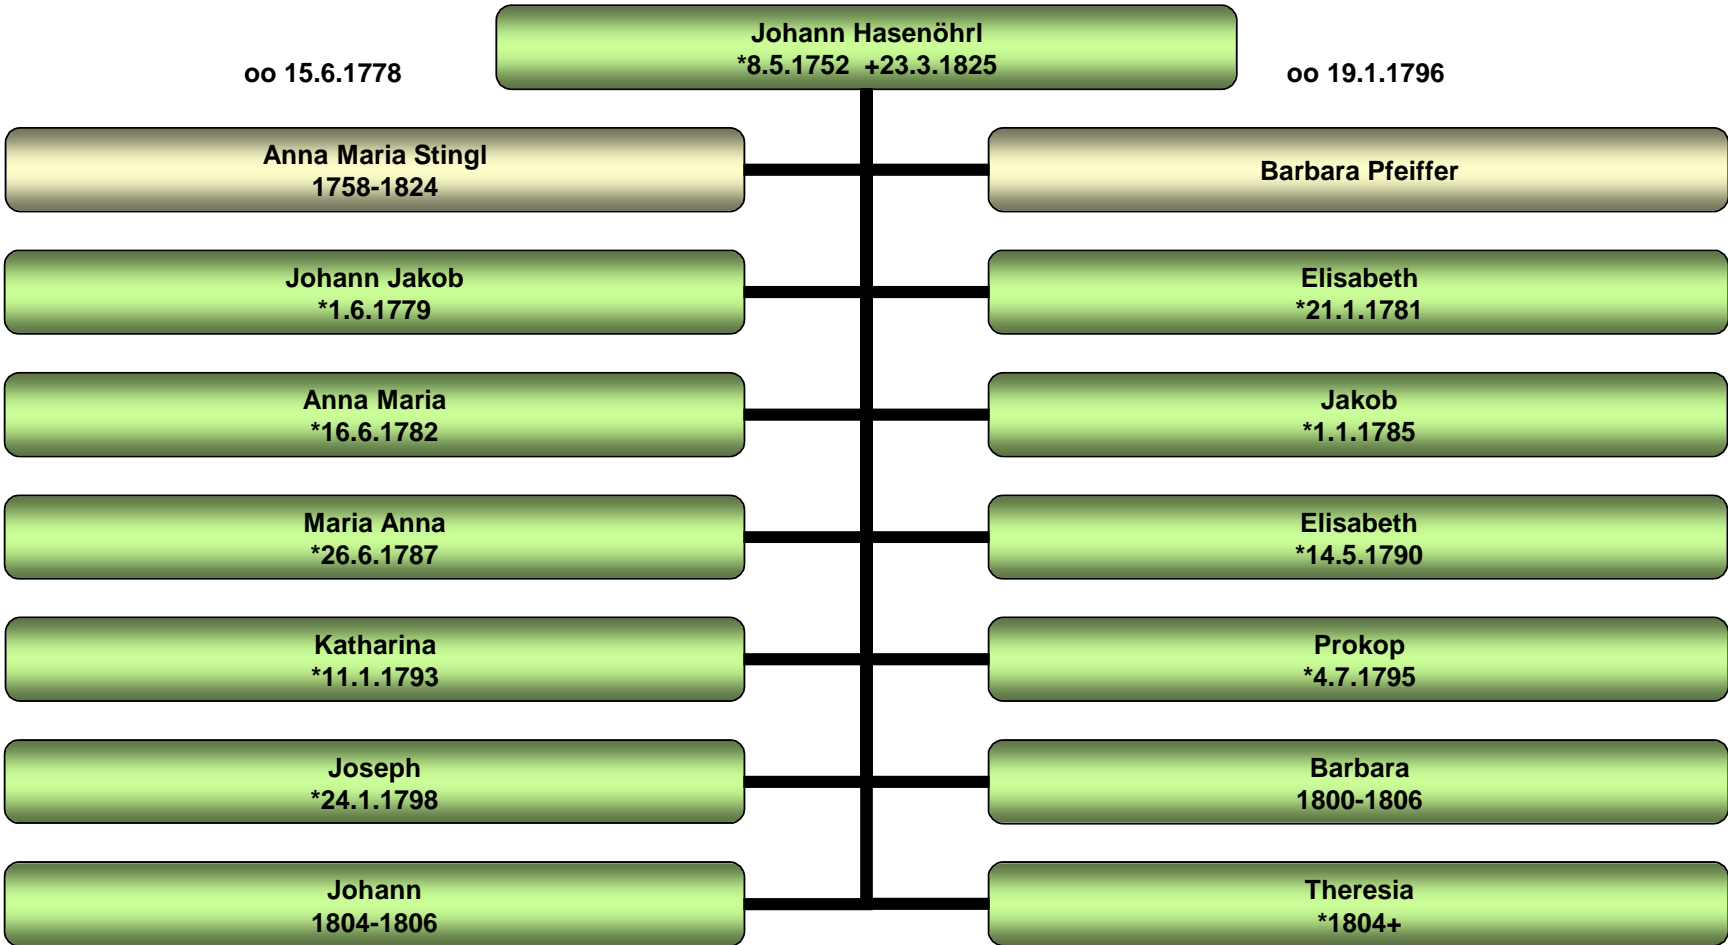 Johann Hasenöhrl
*8.5.1752 +23.3.1825
oo 15.6.1778
oo 19.1.1796
Anna Maria Stingl
1758-1824
Barbara Pfeiffer
Johann Jakob
*1.6.1779
Elisabeth
*21.1.1781
Anna Maria
*16.6.1782
Jakob
*1.1.1785
Maria Anna
*26.6.1787
Elisabeth
*14.5.1790
Katharina
*11.1.1793
Prokop
*4.7.1795
Joseph
*24.1.1798
Barbara
1800-1806
Johann
1804-1806
Theresia
*1804+